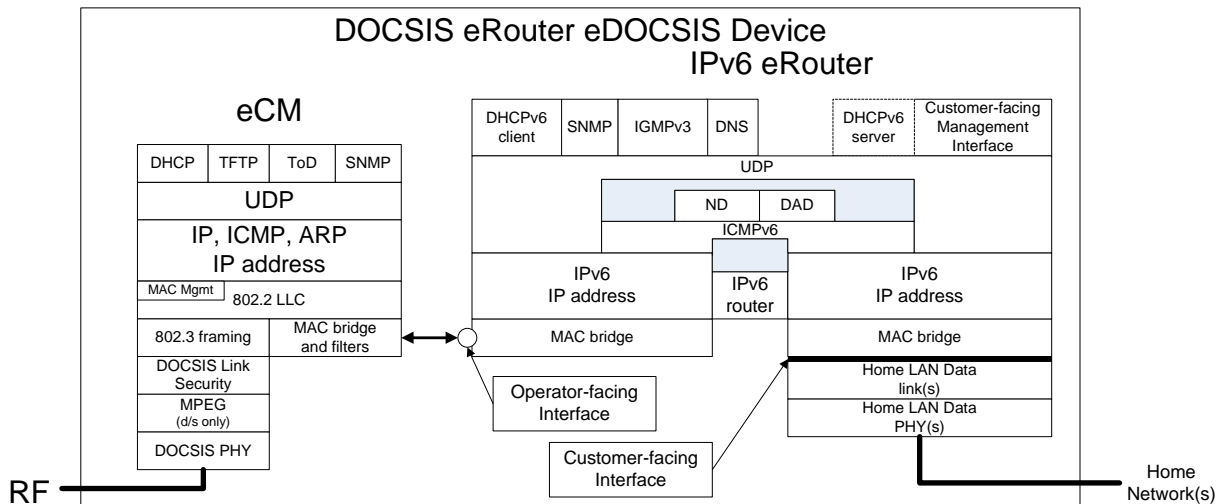 DOCSIS eRouter eDOCSIS Device
IPv6 eRouter
eCM
DHCP
TFTP
ToD
SNMP
UDP
IP, ICMP, ARP
IP address
MAC Mgmt
802.2 LLC
802.3 framing
MAC bridge
and filters
DOCSIS Link
Security
MPEG
(d/s only)
DOCSIS PHY
RF
DHCPv6
client
SNMP
IGMPv3
DNS
DHCPv6
server
Customer-facing
Management
Interface
UDP
ND
DAD
ICMPv6
IPv6
IP address
IPv6
router
IPv6
IP address
MAC bridge
MAC bridge
Operator-facing
Interface
Customer-facing
Interface
Home LAN Data
link(s)
Home LAN Data
PHY(s)
Home
Network(s)